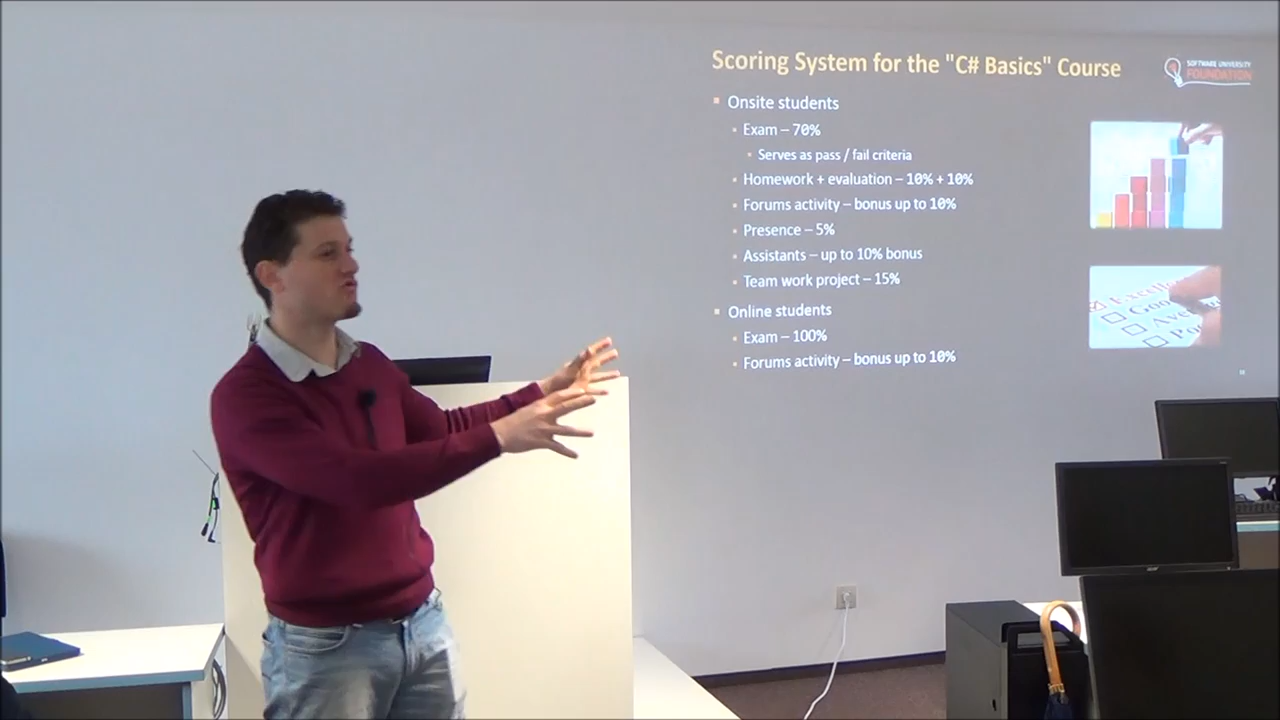 Scoring System for the "C# Basics" Course
SOFTWARE UNIVERSITY
FOUNDATION
Onsite students
Exam – 70%
Serves as pass / fail criteria
Homework + evaluation – 10% + 10%
Forums activity – bonus up to 10%
Presence – 5%
Assistants – up to 10% bonus
Team work project – 15%
Online students
Exam – 100%
Forums activity – bonus up to 10%